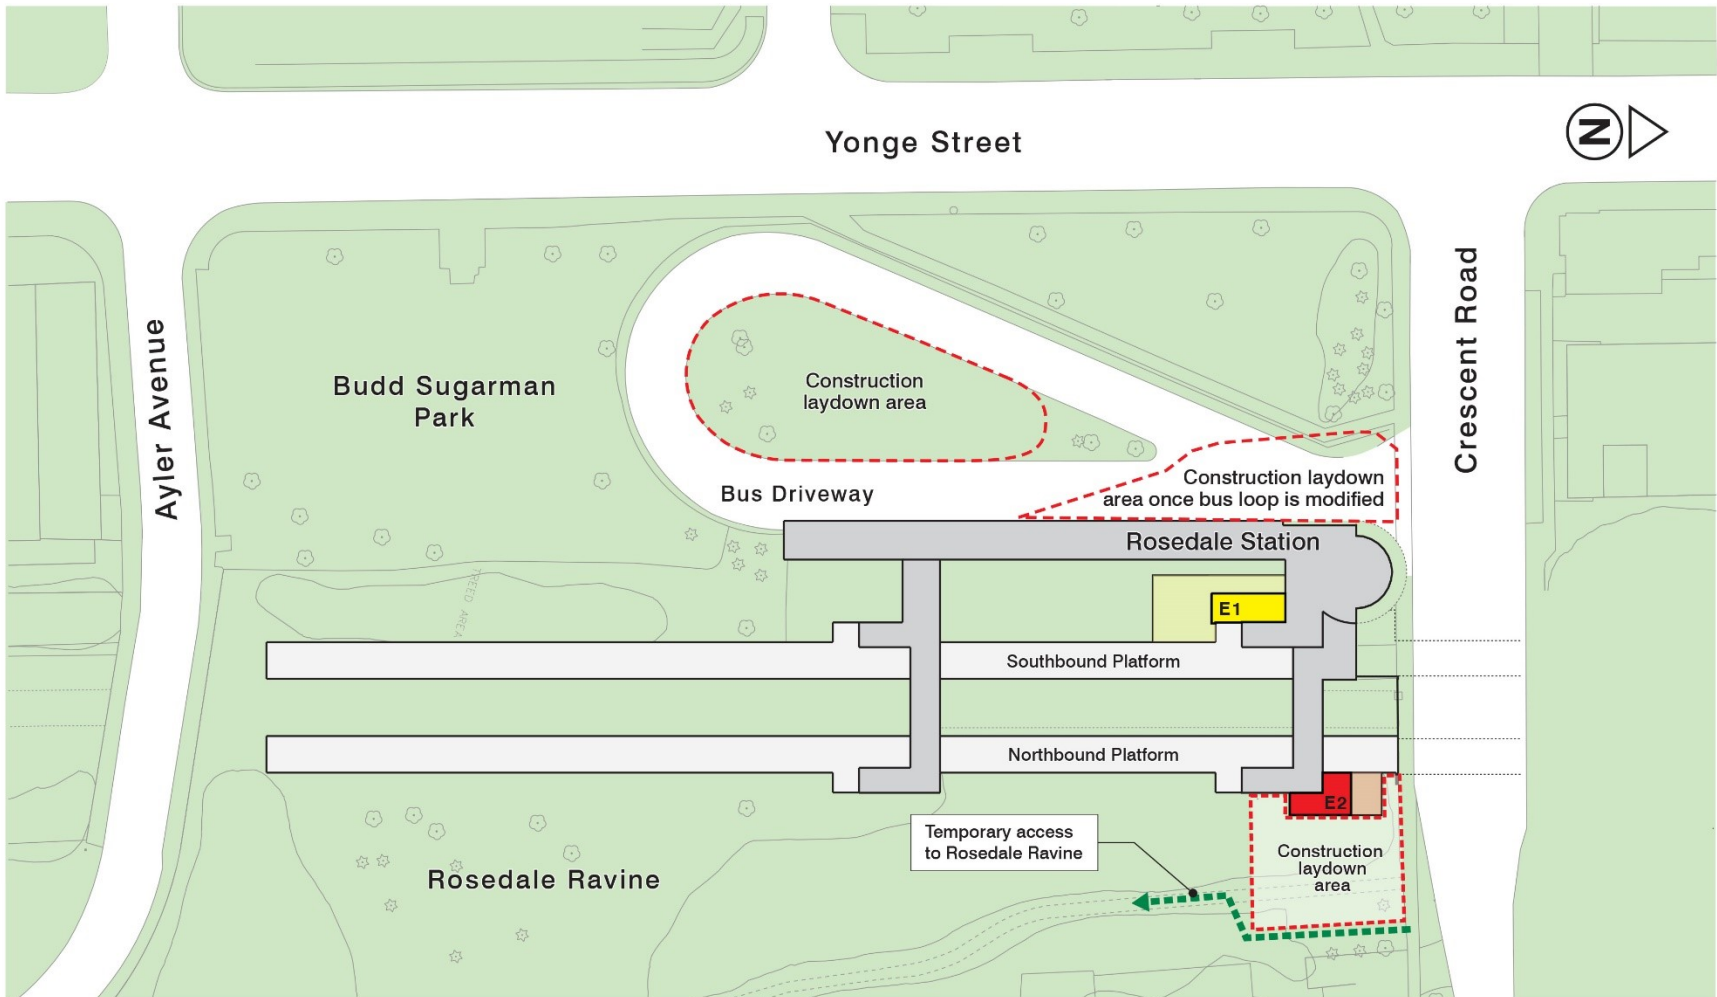 Yonge Street
N
Ayler Avenue
Crescent Road
Budd Sugarman
Park
Construction
laydown area
Bus Driveway
Construction laydown
area once bus loop is modified
Rosedale Station
TREED AREA
E1
Southbound Platform
Northbound Platform
E2
Temporary access
to Rosedale Ravine
Construction
laydown
area
Rosedale Ravine